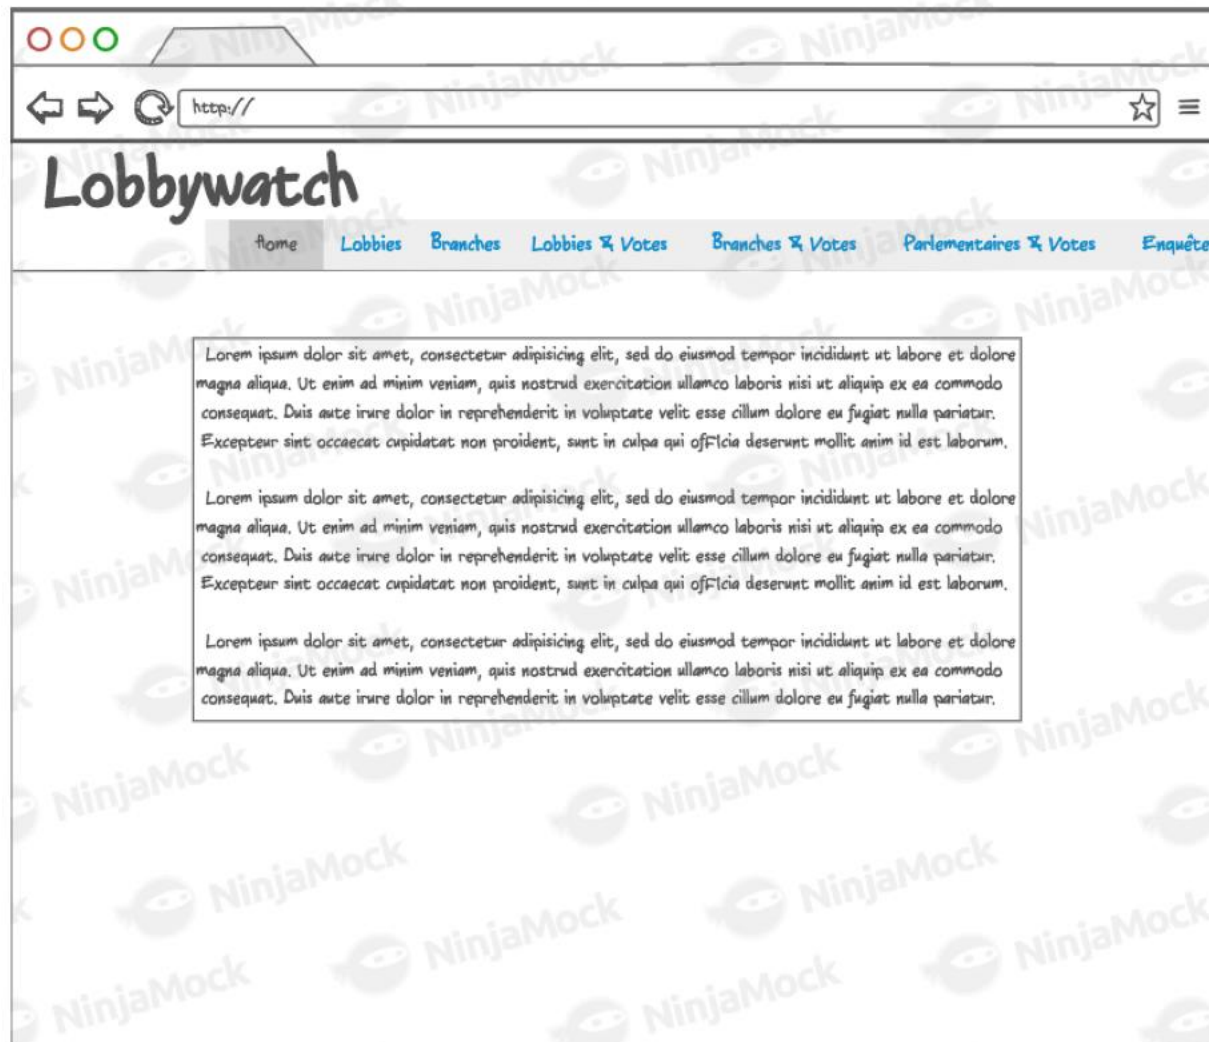 http://
Lobbywatch
Home Lobbies Branches Lobbies & Votes Branches & Votes Parlementaires & Votes Enquête
Lorem ipsum dolor sit amet, consectetur adipisicing elit, sed do eiusmod tempor incididunt ut labore et dolore
magna aliqua. Ut enim ad minim veniam, quis nostrud exercitation ullamco laboris nisi ut aliquip ex ea commodo
consequat. Duis aute irure dolor in reprehenderit in voluptate velit esse cillum dolore eu fugiat nulla pariatur.
Excepteur sint occaecat cupidatat non proident, sunt in culpa qui officia deserunt mollit anim id est laborum.
Lorem ipsum dolor sit amet, consectetur adipisicing elit, sed do eiusmod tempor incididunt ut labore et dolore
magna aliqua. Ut enim ad minim veniam, quis nostrud exercitation ullamco laboris nisi ut aliquip ex ea commodo
consequat. Duis aute irure dolor in reprehenderit in voluptate velit esse cillum dolore eu fugiat nulla pariatur.
Excepteur sint occaecat cupidatat non proident, sunt in culpa qui officia deserunt mollit anim id est laborum.
Lorem ipsum dolor sit amet, consectetur adipisicing elit, sed do eiusmod tempor incididunt ut labore et dolore
magna aliqua. Ut enim ad minim veniam, quis nostrud exercitation ullamco laboris nisi ut aliquip ex ea commodo
consequat. Duis aute irure dolor in reprehenderit in voluptate velit esse cillum dolore eu fugiat nulla pariatur.
NinjaMock